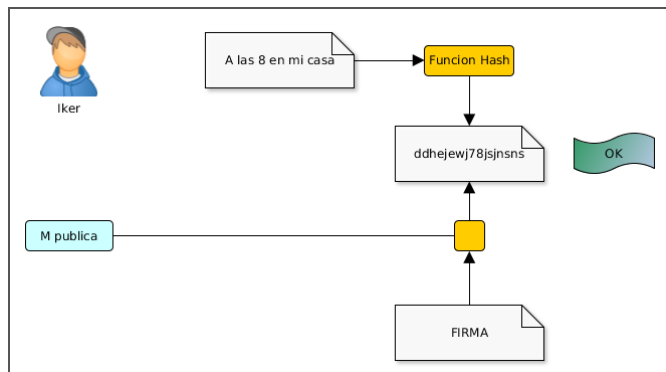 A las 8 en mi casa
Funcion Hash
Iker
ddhejewj78jsjnsns
OK
M publica
FIRMA